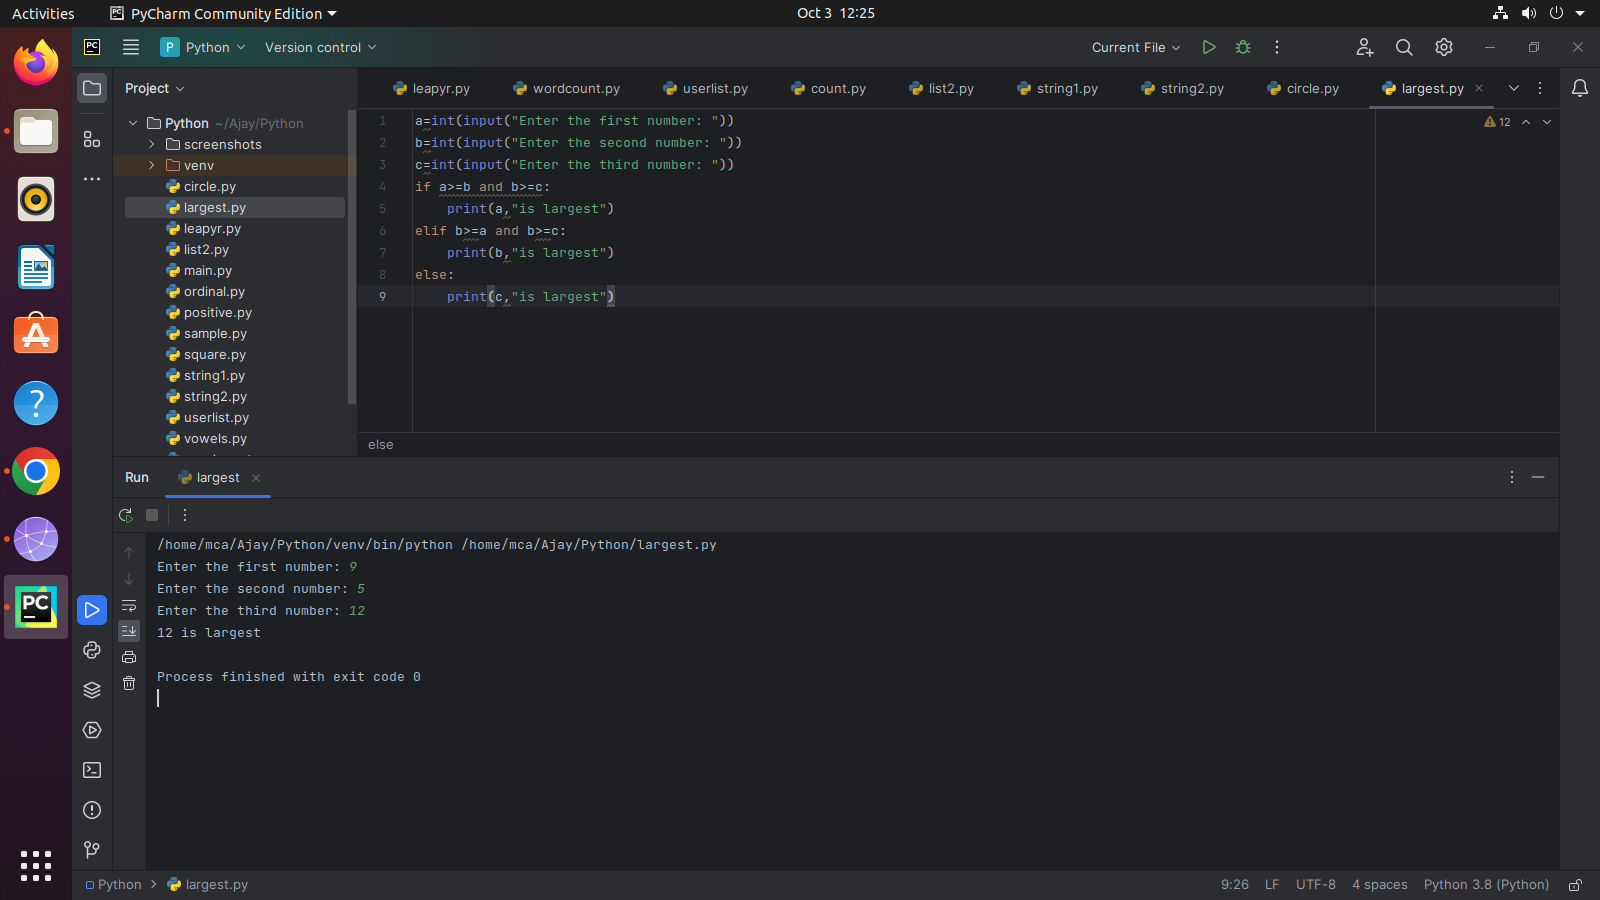 Activities PyCharm Community Edition Oct 3 12:25
PC P Python Version control Current File
Project leapyr.py wordcount.py userlist.py count.py list2.py string1.py string2.py circle.py largest.py
Python ~/Ajay/Python
screenshots
venv
circle.py
largest.py
leapyr.py
list2.py
main.py
ordinal.py
positive.py
sample.py
square.py
string1.py
string2.py
userlist.py
vowels.py
12
1 a=int(input("Enter the first number: "))
2 b=int(input("Enter the second number: "))
3 c=int(input("Enter the third number: "))
4 if a>=b and b>=c:
5 print(a,"is largest")
6 elif b>=a and b>=c:
7 print(b,"is largest")
8 else:
9 print(c,"is largest")
else
Run largest
/home/mca/Ajay/Python/venv/bin/python /home/mca/Ajay/Python/largest.py
Enter the first number: 9
Enter the second number: 5
Enter the third number: 12
12 is largest
Process finished with exit code 0
PC
Python largest.py 9:26 LF UTF-8 4 spaces Python 3.8 (Python)